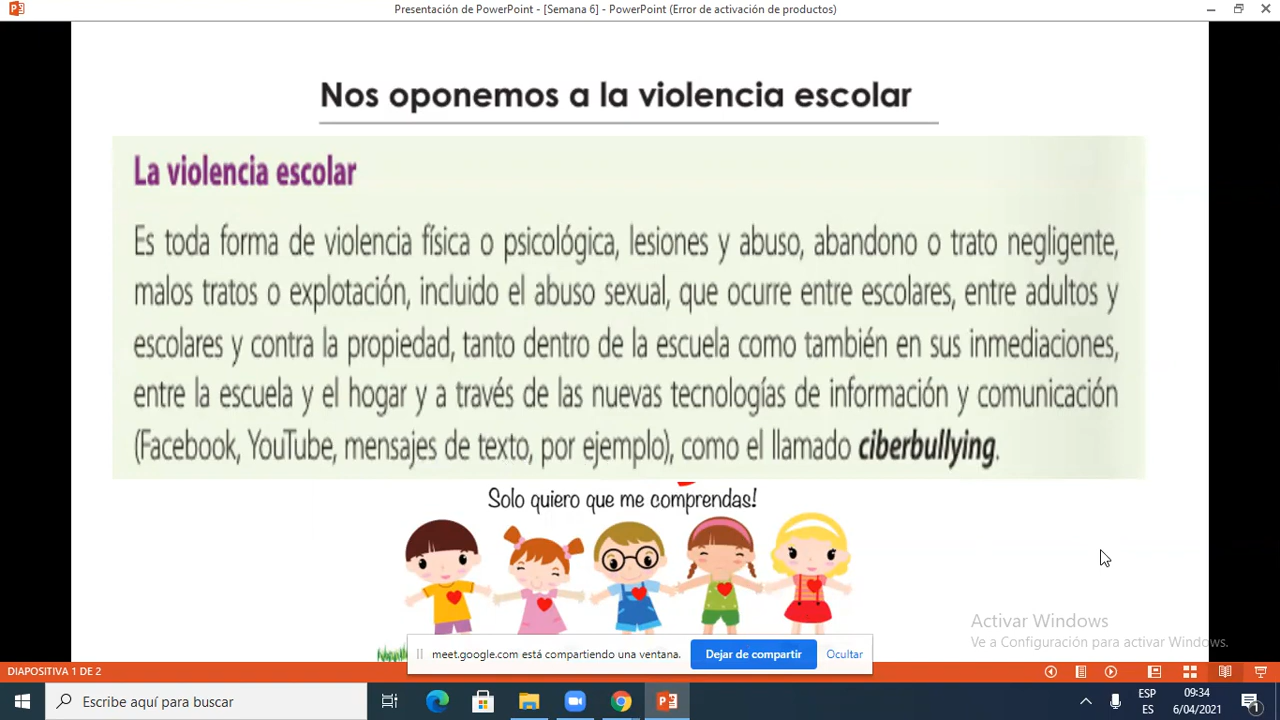 Presentación de PowerPoint - [Semana 6] - PowerPoint (Error de activación de productos)
Nos oponemos a la violencia escolar
La violencia escolar
Es toda forma de violencia física o psicológica, lesiones y abuso, abandono o trato negligente,
malos tratos o explotación, incluido el abuso sexual, que ocurre entre escolares, entre adultos y
escolares y contra la propiedad, tanto dentro de la escuela como también en sus inmediaciones,
entre la escuela y el hogar y a través de las nuevas tecnologías de información y comunicación
(Facebook, YouTube, mensajes de texto, por ejemplo), como el llamado ciberbullying.
Solo quiero que me comprendas!
Activar Windows
Ve a Configuración para activar Windows.
meet.google.com está compartiendo una ventana.
Dejar de compartir
Ocultar
DIAPOSITIVA 1 DE 2
Escribe aquí para buscar
ESP
ES
09:34
6/04/2021
1